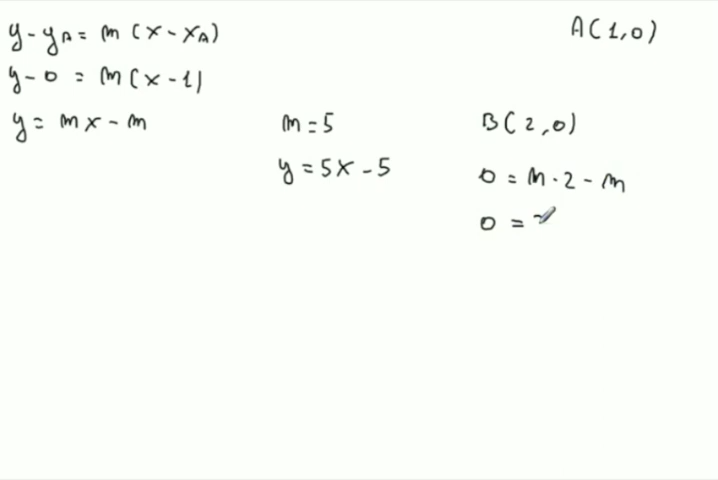 y - yA = m (x - xA)
A(1,0)
y - 0 = m(x - 1)
y = mx - m
m = 5
B(2,0)
y = 5x - 5
0 = m · 2 - m
0 =